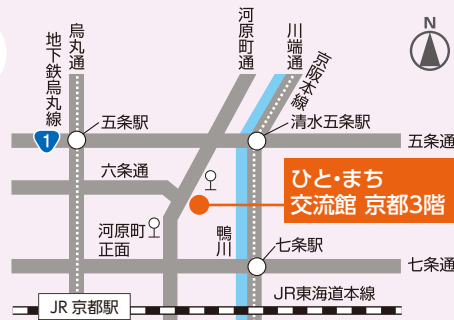 N
地下鉄烏丸線
烏丸通
河原町通
川端通
京阪本線
1
五条駅
清水五条駅
五条通
六条通
ひと・まち
交流館 京都3階
河原町
正面
鴨川
七条駅
七条通
JR東海道本線
JR 京都駅